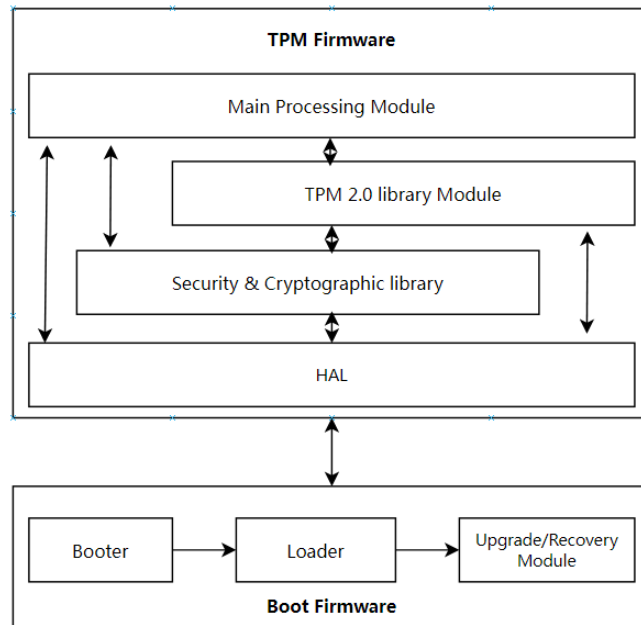 TPM Firmware
Main Processing Module
TPM 2.0 library Module
Security & Cryptographic library
HAL
Booter
Loader
Upgrade/Recovery
Module
Boot Firmware